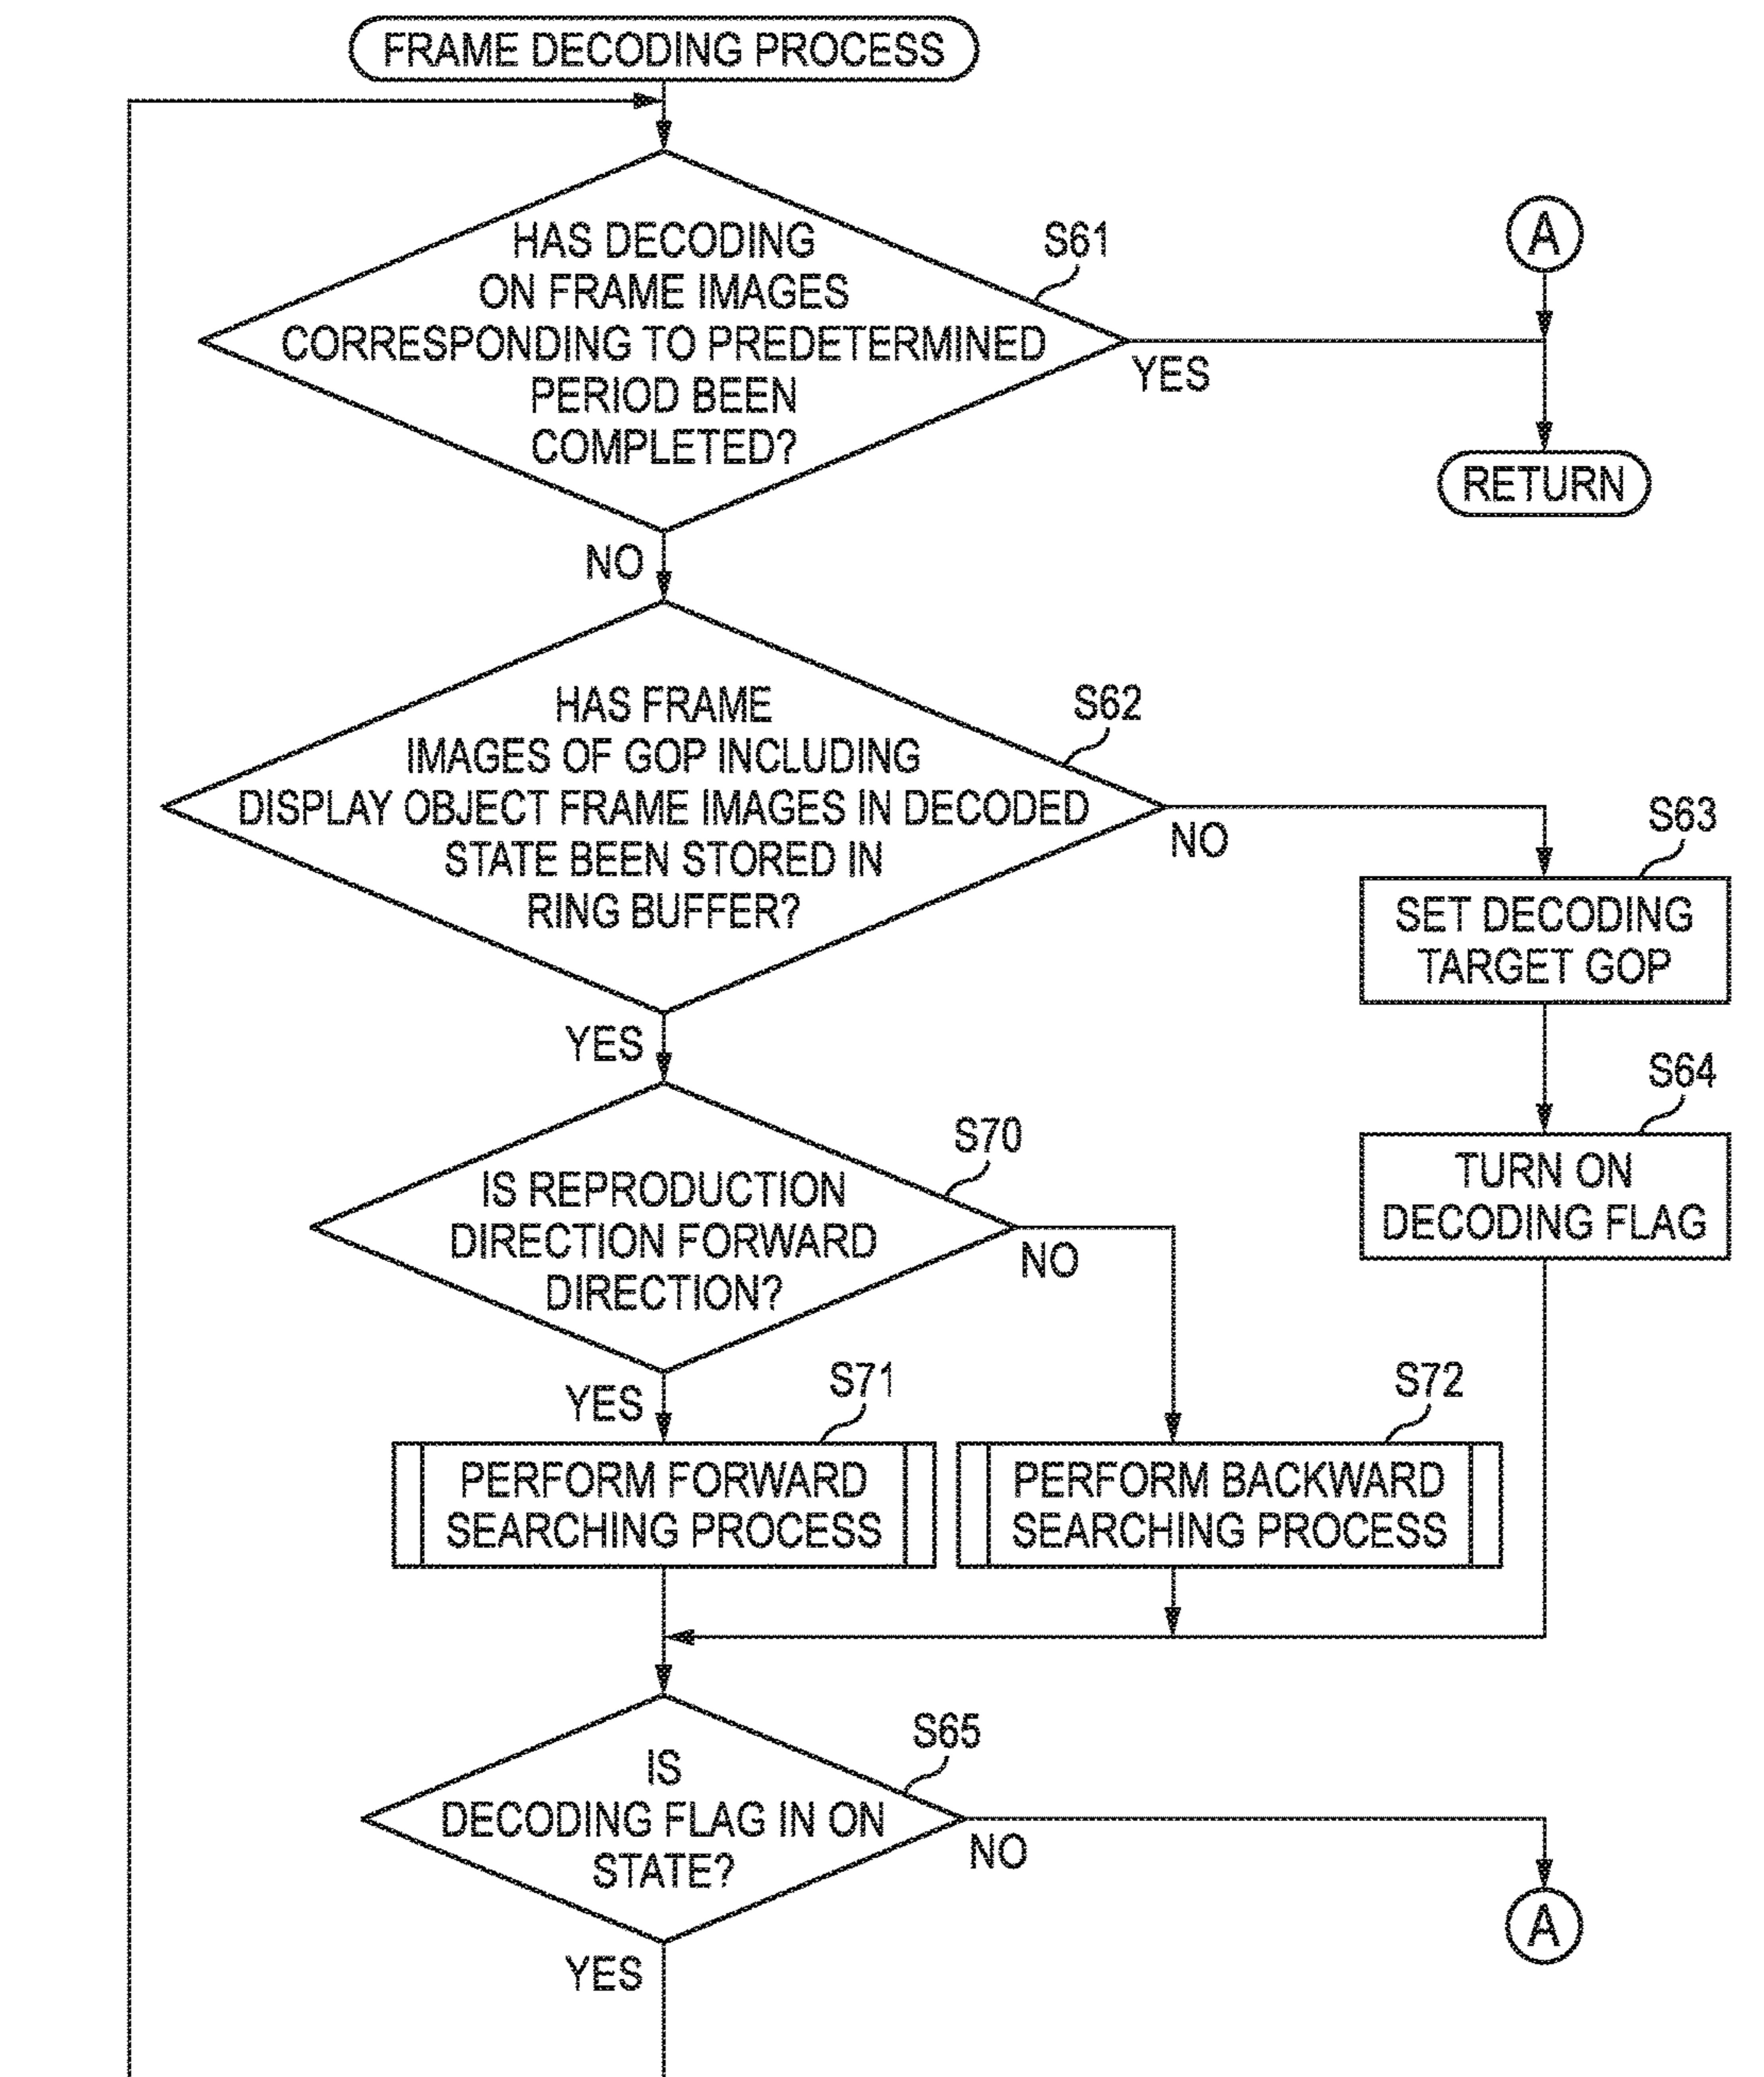 FRAME DECODING PROCESS
HAS DECODING
ON FRAME IMAGES
CORRESPONDING TO PREDETERMINED
PERIOD BEEN
COMPLETED?
S61
YES
A
RETURN
NO
HAS FRAME
IMAGES OF GOP INCLUDING
DISPLAY OBJECT FRAME IMAGES IN DECODED
STATE BEEN STORED IN
RING BUFFER?
S62
NO
S63
SET DECODING
TARGET GOP
S64
TURN ON
DECODING FLAG
YES
IS REPRODUCTION
DIRECTION FORWARD
DIRECTION?
S70
NO
YES
S71
PERFORM FORWARD
SEARCHING PROCESS
S72
PERFORM BACKWARD
SEARCHING PROCESS
IS
DECODING FLAG IN ON
STATE?
S65
NO
A
YES